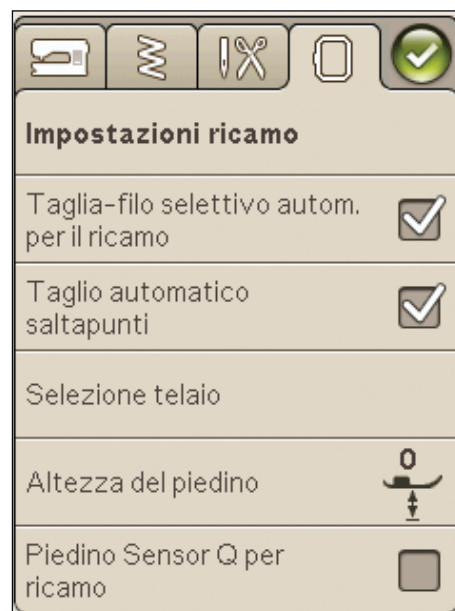 Impostazioni ricamo
Taglia-filo selettivo autom.
per il ricamo
Taglio automatico
saltapunti
Selezione telaio
0
Altezza del piedino
Piedino Sensor Q per
ricamo